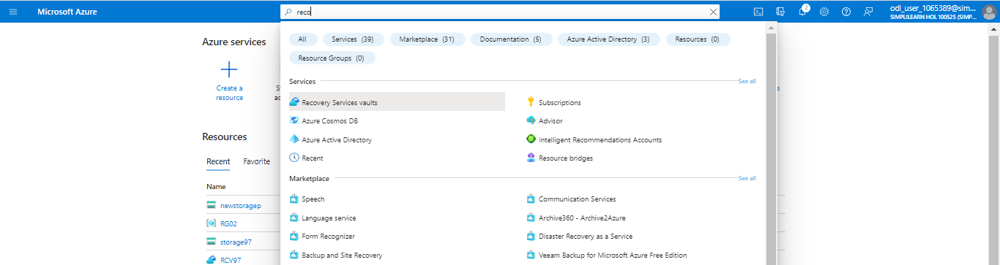 Microsoft Azure
reco
2
odl_user_1065389@sim...
SIMPLILEARN HOL 100525 (SIMP...
All
Services (39)
Marketplace (31)
Documentation (5)
Azure Active Directory (3)
Resources (0)
Resource Groups (0)
Azure services
Create a
resource
Services
See all
Recovery Services vaults
Subscriptions
Azure Cosmos DB
Advisor
Azure Active Directory
Intelligent Recommendations Accounts
Recent
Resource bridges
Resources
Recent
Favorite
Name
newstoragep
RG02
storage97
RCV97
Marketplace
See all
Speech
Communication Services
Language service
Archive360 - Archive2Azure
Form Recognizer
Disaster Recovery as a Service
Backup and Site Recovery
Veeam Backup for Microsoft Azure Free Edition